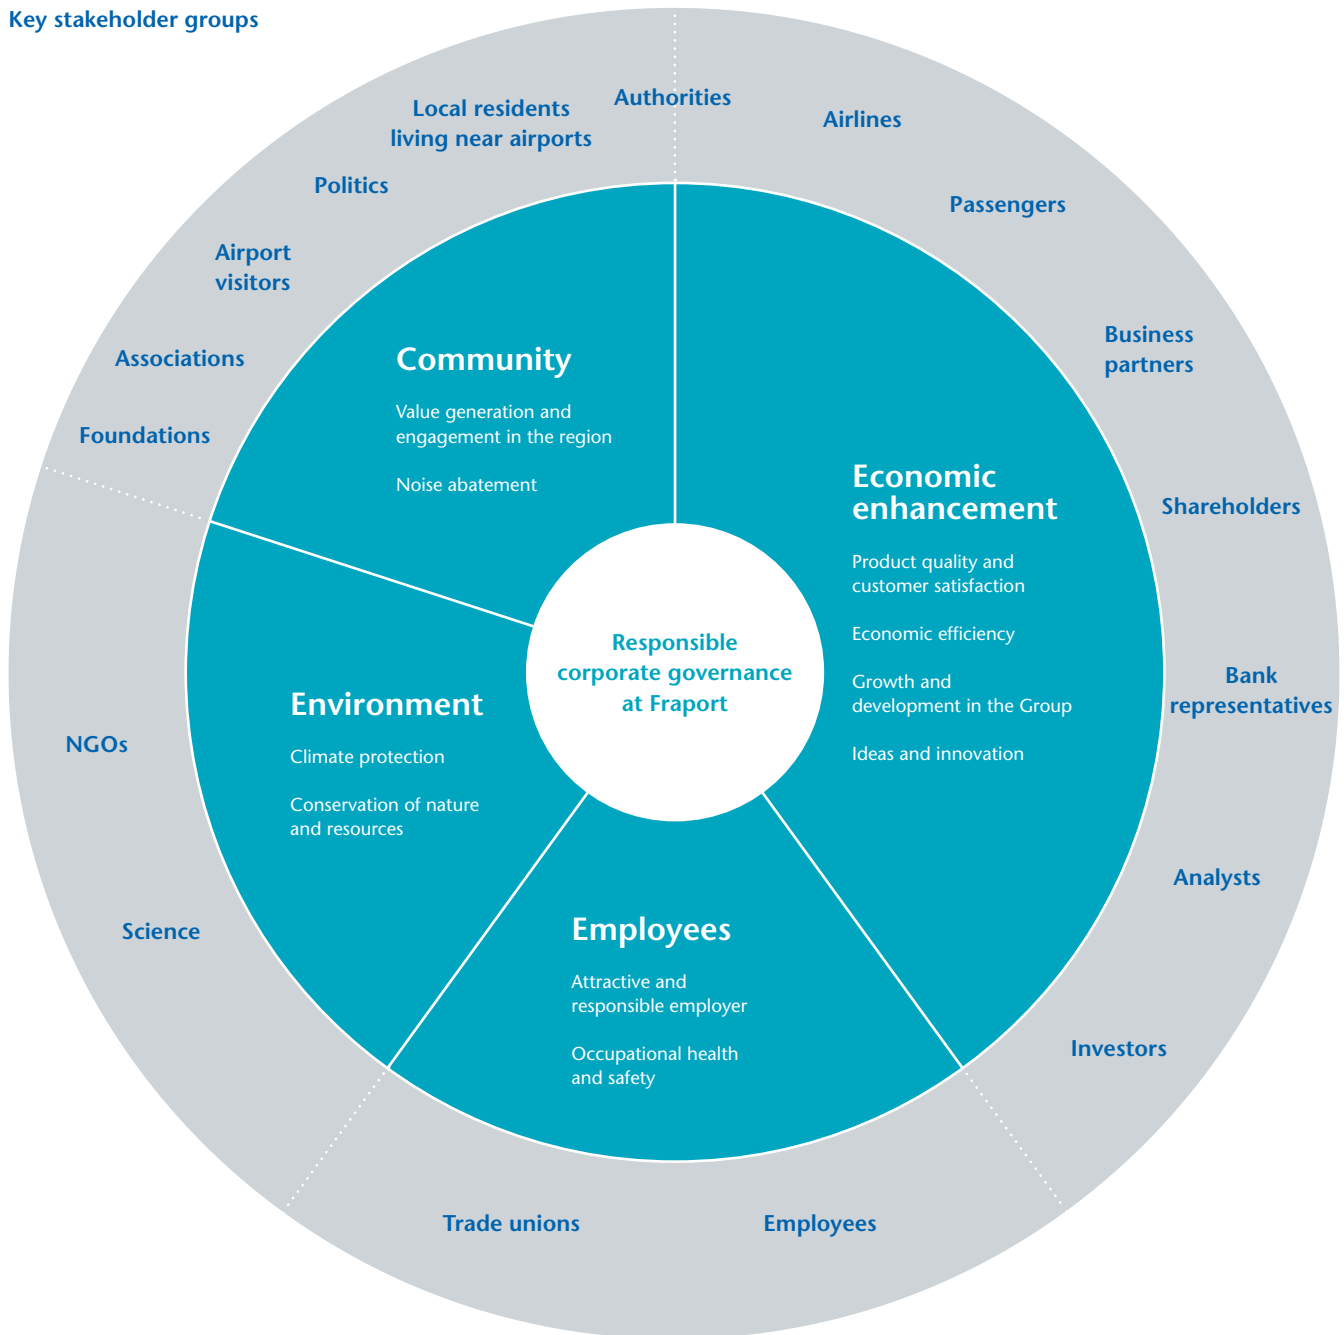 Key stakeholder groups
Authorities
Airlines
Passengers
Business
partners
Shareholders
Bank
representatives
Analysts
Investors
Employees
Trade unions
Science
NGOs
Foundations
Associations
Airport
visitors
Politics
Local residents
living near airports
Community
Value generation and
engagement in the region
Noise abatement
Economic
enhancement
Product quality and
customer satisfaction
Economic efficiency
Growth and
development in the Group
Ideas and innovation
Responsible
corporate governance
at Fraport
Environment
Climate protection
Conservation of nature
and resources
Employees
Attractive and
responsible employer
Occupational health
and safety